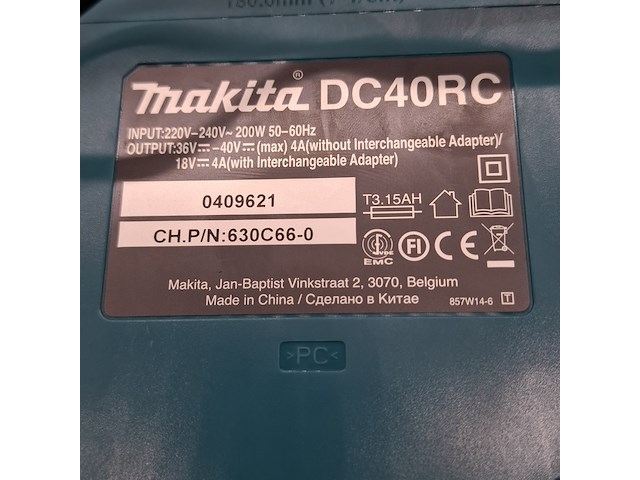 Makita® DC40RC
INPUT:220V-240V~ 200W 50-60Hz
OUTPUT:36V⎓-40V⎓(max) 4A(without Interchangeable Adapter)/
18V⎓4A(with Interchangeable Adapter)
0409621
T3.15AH
CH.P/N:630C66-0
VDE
EMC
FI
CE
Makita, Jan-Baptist Vinkstraat 2, 3070, Belgium
Made in China / Сделано в Китае
857W14-6 T
>PC<